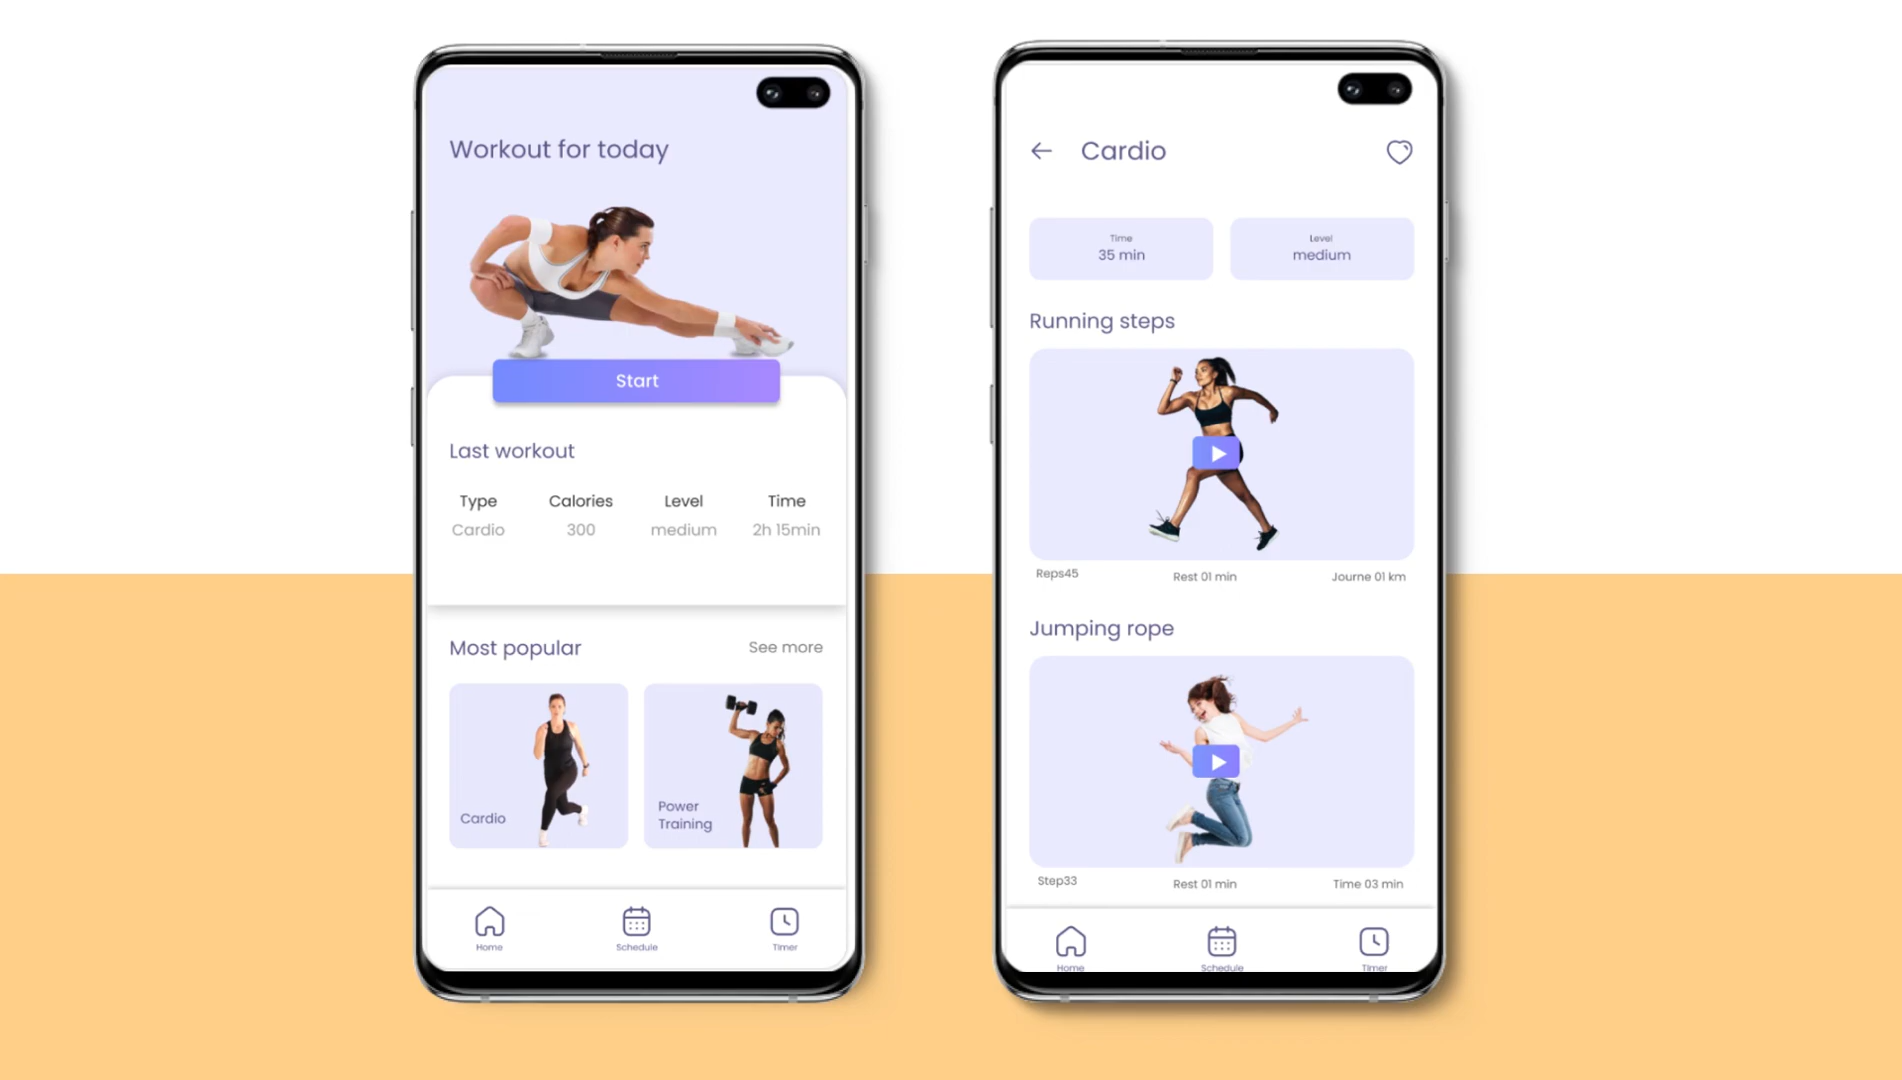 Workout for today
Start
Last workout
Type Calories Level Time
Cardio 300 medium 2h 15min
Most popular See more
Cardio
Power
Training
Home Schedule Timer
Cardio
Time
35 min
Level
medium
Running steps
Reps45 Rest 01 min Journe 01 km
Jumping rope
Step33 Rest 01 min Time 03 min
Home Schedule Timer